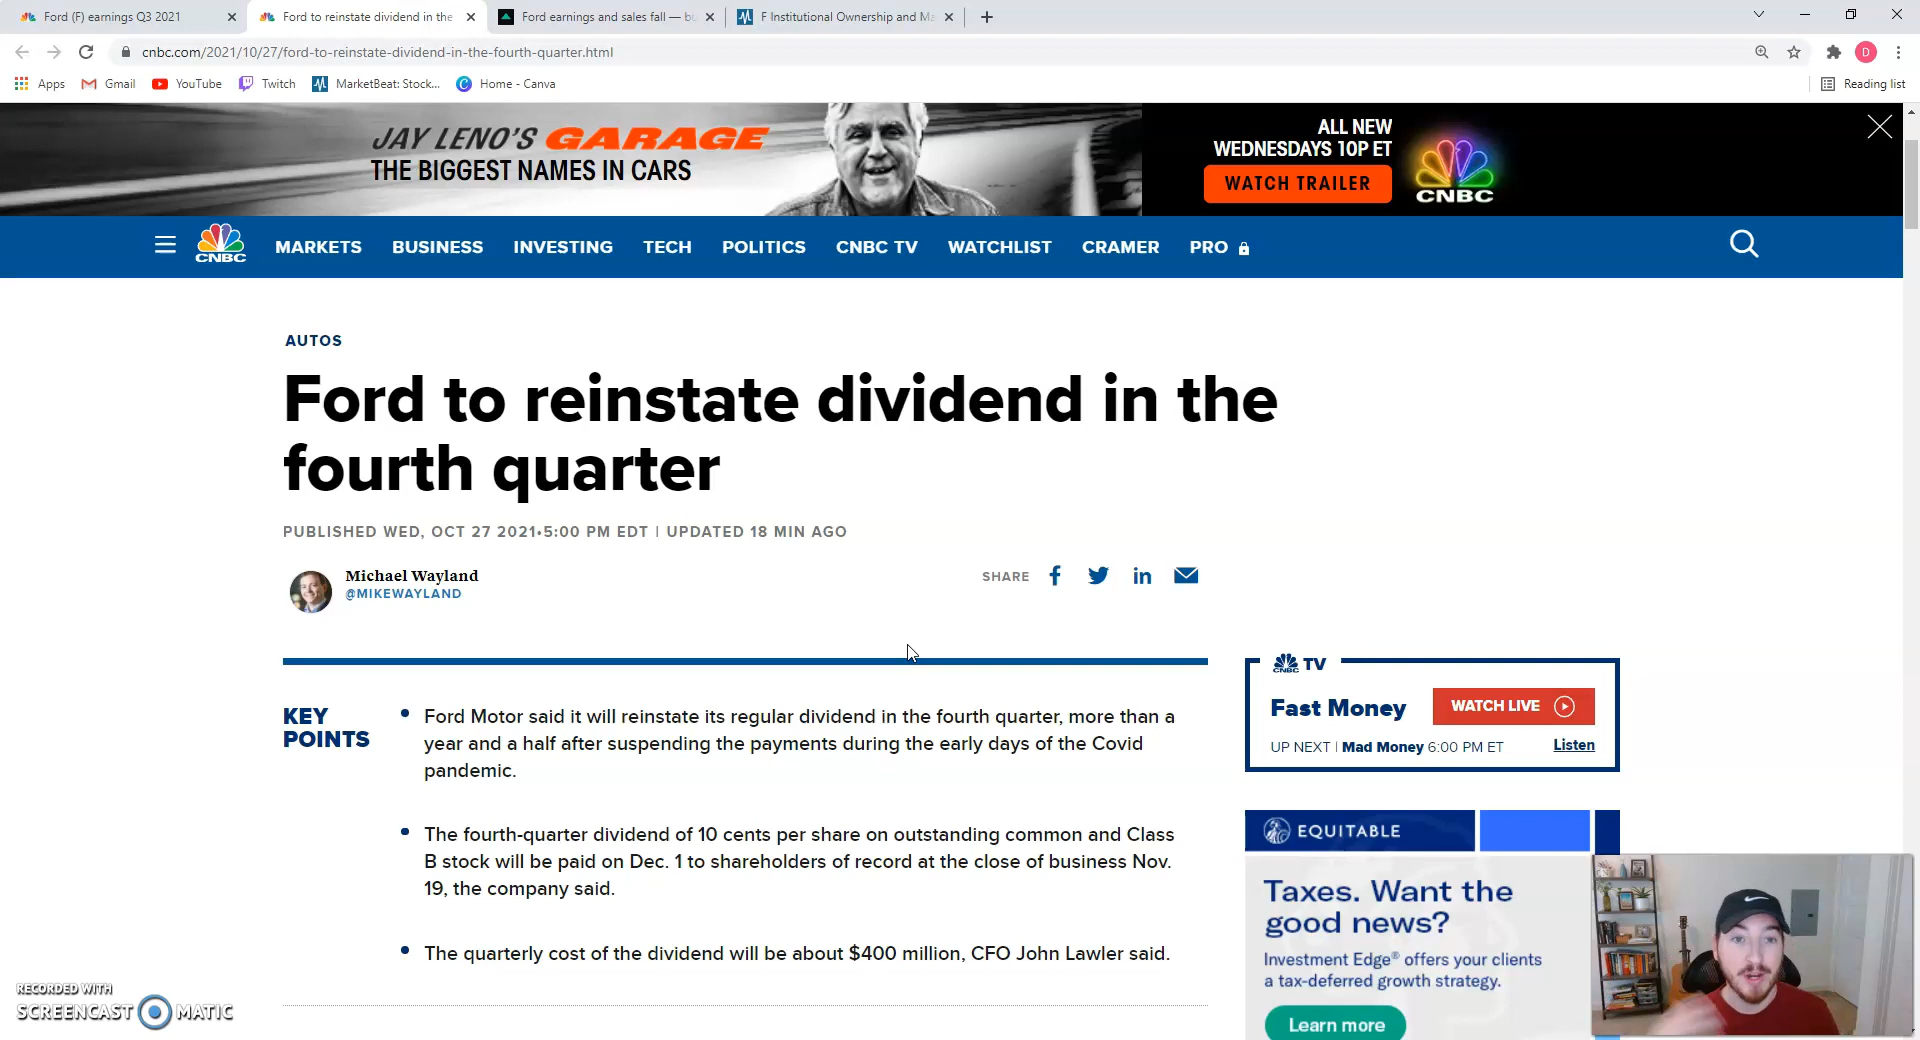 Ford (F) earnings Q3 2021
Ford to reinstate dividend in the
Ford earnings and sales fall — bu
F Institutional Ownership and Ma
cnbc.com/2021/10/27/ford-to-reinstate-dividend-in-the-fourth-quarter.html
D
Apps
Gmail
YouTube
Twitch
MarketBeat: Stock...
Home - Canva
Reading list
JAY LENO'S GARAGE
THE BIGGEST NAMES IN CARS
ALL NEW
WEDNESDAYS 10P ET
WATCH TRAILER
CNBC
CNBC
MARKETS
BUSINESS
INVESTING
TECH
POLITICS
CNBC TV
WATCHLIST
CRAMER
PRO
AUTOS
Ford to reinstate dividend in the
fourth quarter
PUBLISHED WED, OCT 27 2021•5:00 PM EDT | UPDATED 18 MIN AGO
Michael Wayland
@MIKEWAYLAND
SHARE
KEY
POINTS
• Ford Motor said it will reinstate its regular dividend in the fourth quarter, more than a
year and a half after suspending the payments during the early days of the Covid
pandemic.
• The fourth-quarter dividend of 10 cents per share on outstanding common and Class
B stock will be paid on Dec. 1 to shareholders of record at the close of business Nov.
19, the company said.
• The quarterly cost of the dividend will be about $400 million, CFO John Lawler said.
CNBC TV
Fast Money
WATCH LIVE
UP NEXT | Mad Money 6:00 PM ET
Listen
EQUITABLE
Taxes. Want the
good news?
Investment Edge® offers your clients
a tax-deferred growth strategy.
Learn more
RECORDED WITH
SCREENCAST MATIC